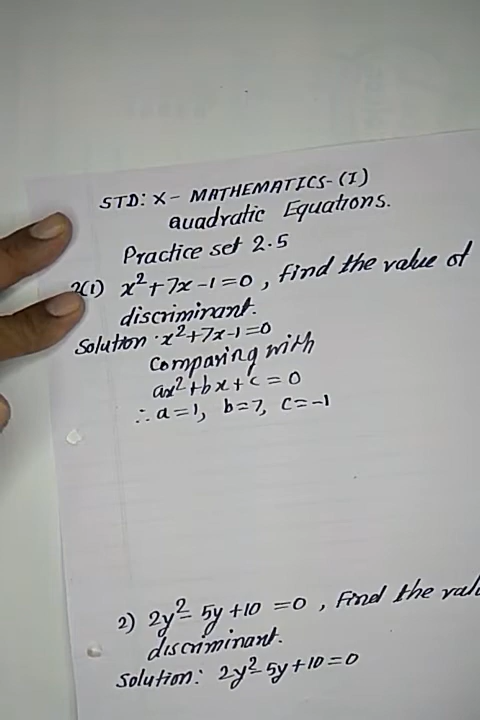 STD: X - MATHEMATICS - (I)
Quadratic Equations.
Practice set 2.5
2(1) x²+7x-1=0, find the value of
discriminant.
Solution: x²+7x-1=0
Comparing with
ax²+bx+c=0
∴ a=1, b=7, c=-1
2) 2y²-5y+10=0, Find the
discriminant.
Solution: 2y²-5y+10=0